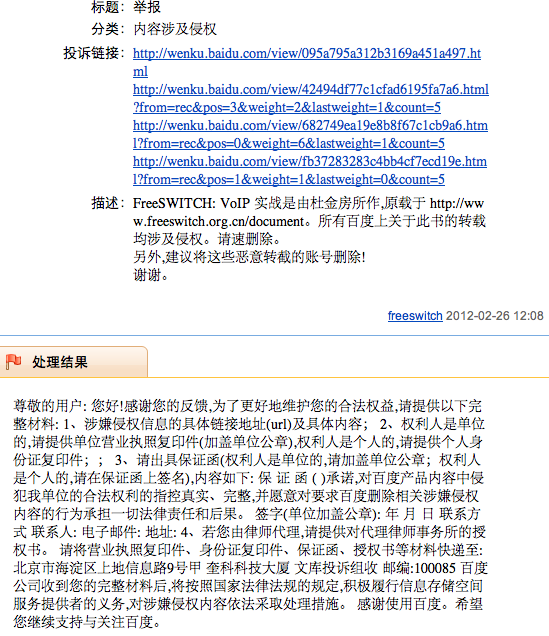 标题： 举报
分类： 内容涉及侵权
投诉链接： http://wenku.baidu.com/view/095a795a312b3169a451a497.ht
ml
http://wenku.baidu.com/view/42494df77c1cfad6195fa7a6.html
?from=rec&pos=3&weight=2&lastweight=1&count=5
http://wenku.baidu.com/view/682749ea19e8b8f67c1cb9a6.htm
l?from=rec&pos=0&weight=6&lastweight=1&count=5
http://wenku.baidu.com/view/fb37283283c4bb4cf7ecd19e.htm
l?from=rec&pos=1&weight=1&lastweight=0&count=5
描述： FreeSWITCH: VoIP 实战是由杜金房所作,原载于 http://ww
w.freeswitch.org.cn/document。所有百度上关于此书的转载
均涉及侵权。请速删除。
另外,建议将这些恶意转截的账号删除!
谢谢。
freeswitch 2012-02-26 12:08
处理结果
尊敬的用户: 您好!感谢您的反馈,为了更好地维护您的合法权益,请提供以下完
整材料: 1、涉嫌侵权信息的具体链接地址(url)及具体内容； 2、权利人是单位
的,请提供单位营业执照复印件(加盖单位公章),权利人是个人的,请提供个人身
份证复印件；； 3、请出具保证函(权利人是单位的,请加盖单位公章；权利人
是个人的,请在保证函上签名),内容如下: 保 证 函 ( )承诺,对百度产品内容中侵
犯我单位的合法权利的指控真实、完整,并愿意对要求百度删除相关涉嫌侵权
内容的行为承担一切法律责任和后果。 签字(单位加盖公章): 年 月 日 联系方
式 联系人: 电子邮件: 地址: 4、若您由律师代理,请提供对代理律师事务所的授
权书。 请将营业执照复印件、身份证复印件、保证函、授权书等材料快递至:
北京市海淀区上地信息路9号甲 奎科科技大厦 文库投诉组收 邮编:100085 百度
公司收到您的完整材料后,将按照国家法律法规的规定,积极履行信息存储空间
服务提供者的义务,对涉嫌侵权内容依法采取处理措施。 感谢使用百度。希望
您继续支持与关注百度。